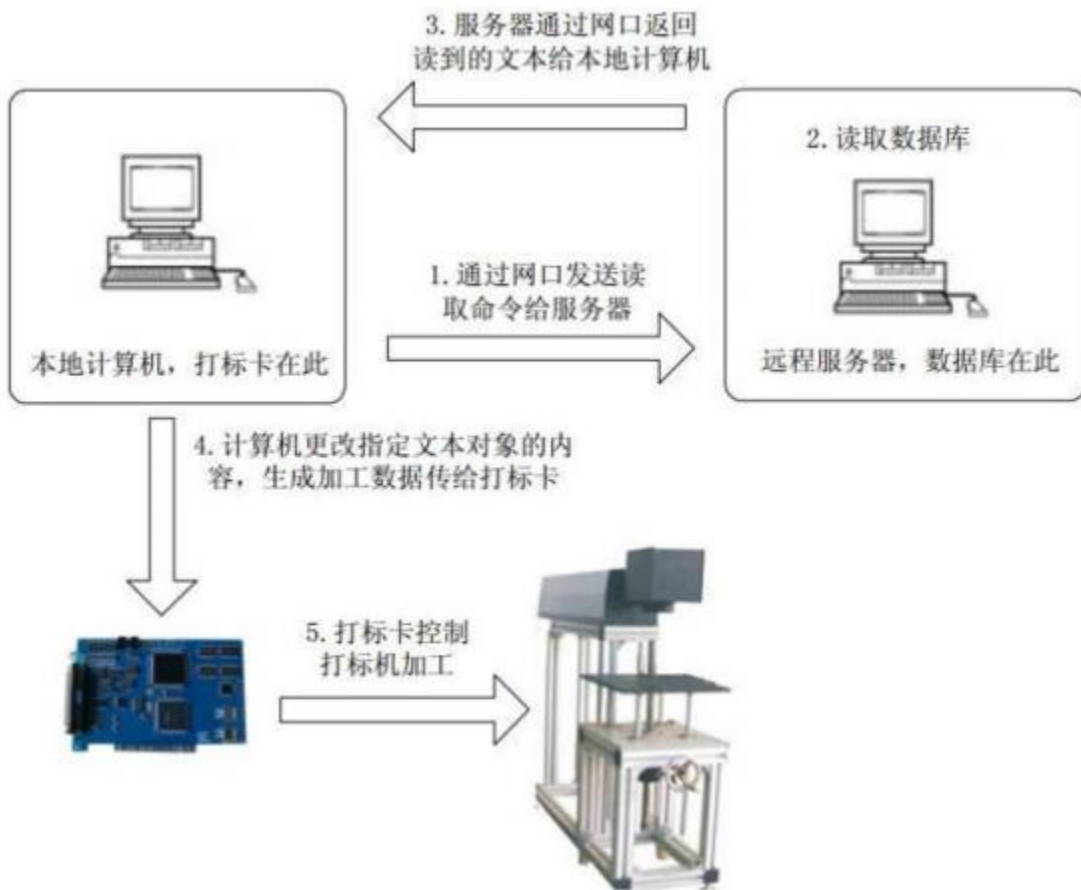 3.服务器通过网口返回
读到的文本给本地计算机
2.读取数据库
1.通过网口发送读
取命令给服务器
本地计算机，打标卡在此
远程服务器，数据库在此
4.计算机更改指定文本对象的内
容，生成加工数据传给打标卡
5.打标卡控制
打标机加工